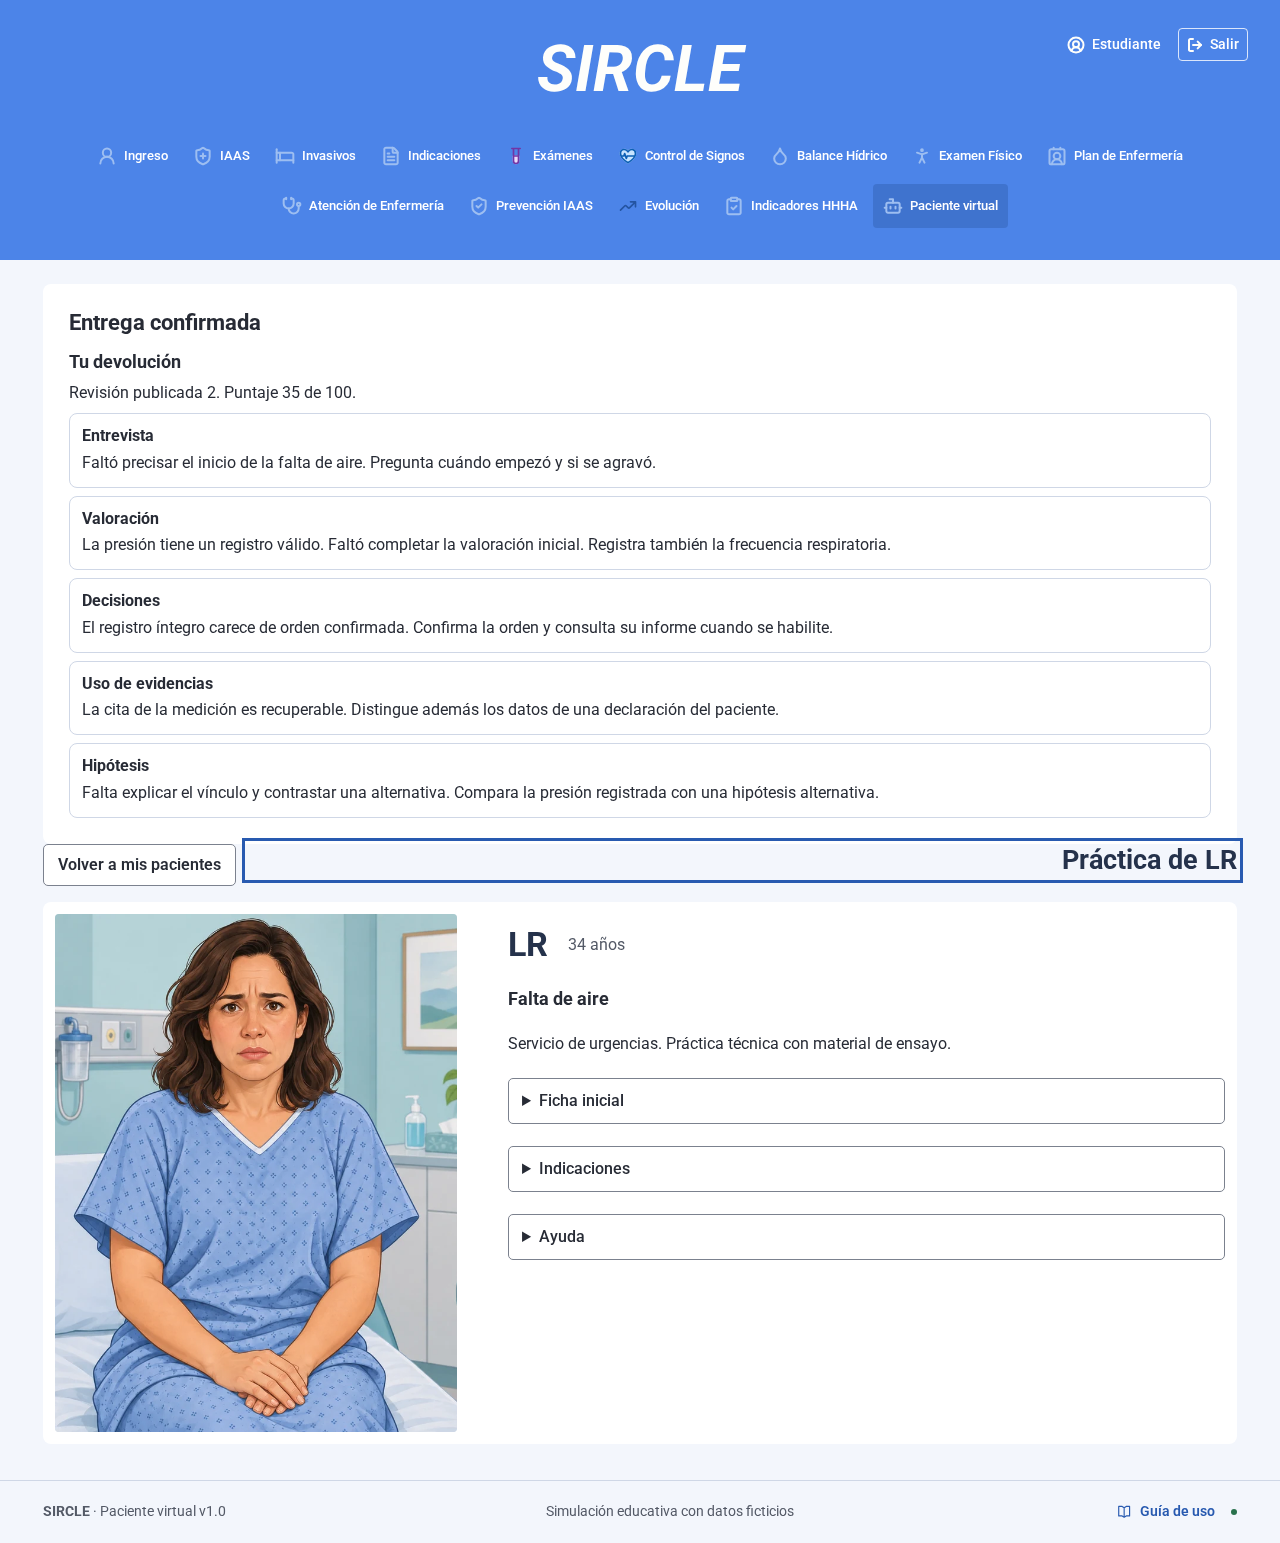 SIRCLE
Estudiante
Salir
Ingreso
IAAS
Invasivos
Indicaciones
Exámenes
Control de Signos
Balance Hídrico
Examen Físico
Plan de Enfermería
Atención de Enfermería
Prevención IAAS
Evolución
Indicadores HHHA
Paciente virtual
Entrega confirmada
Tu devolución
Revisión publicada 2. Puntaje 35 de 100.
Entrevista
Faltó precisar el inicio de la falta de aire. Pregunta cuándo empezó y si se agravó.
Valoración
La presión tiene un registro válido. Faltó completar la valoración inicial. Registra también la frecuencia respiratoria.
Decisiones
El registro íntegro carece de orden confirmada. Confirma la orden y consulta su informe cuando se habilite.
Uso de evidencias
La cita de la medición es recuperable. Distingue además los datos de una declaración del paciente.
Hipótesis
Falta explicar el vínculo y contrastar una alternativa. Compara la presión registrada con una hipótesis alternativa.
Volver a mis pacientes
Práctica de LR
LR 34 años
Falta de aire
Servicio de urgencias. Práctica técnica con material de ensayo.
Ficha inicial
Indicaciones
Ayuda
SIRCLE · Paciente virtual v1.0
Simulación educativa con datos ficticios
Guía de uso